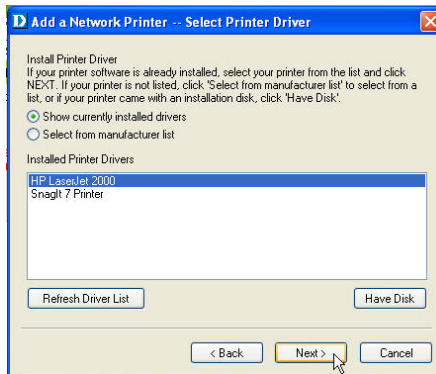 Add a Network Printer -- Select Printer Driver
Install Printer Driver
If your printer software is already installed, select your printer from the list and click
NEXT. If your printer is not listed, click 'Select from manufacturer list' to select from a
list, or if your printer came with an installation disk, click 'Have Disk'.
Show currently installed drivers
Select from manufacturer list
Installed Printer Drivers
HP LaserJet 2000
SnagIt 7 Printer
Refresh Driver List
Have Disk
< Back
Next >
Cancel